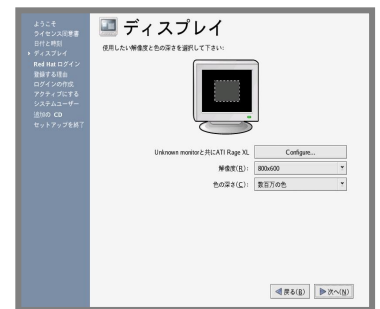 ようこそ
ライセンス同意書
日付と時刻
ディスプレイ
Red Hat ログイン
登録する理由
ログインの作成
アクティブにする
システムユーザー
追加の CD
セットアップを終了
ディスプレイ
使用したい解像度と色の深さを選択して下さい:
Unknown monitorと共にATI Rage XL
Configure...
解像度(R):
800x600
色の深さ(C):
数百万の色
戻る(B)
次へ(N)